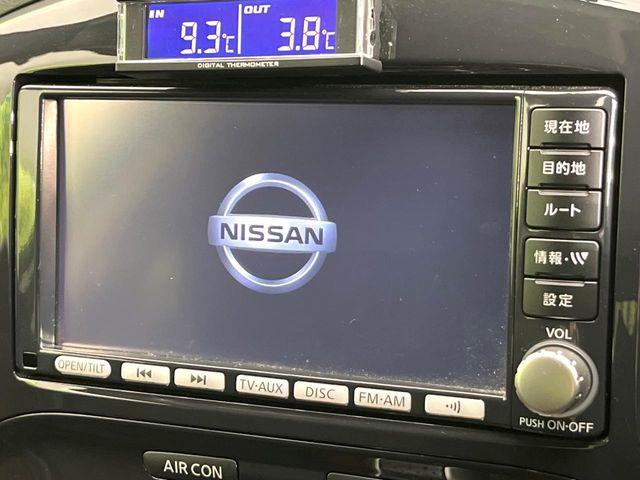 IN 9.3℃ OUT 3.8℃
DIGITAL THERMOMETER
現在地
目的地
ルート
情報・W
設定
NISSAN
VOL
PUSH ON・OFF
OPEN/TILT
TV・AUX
DISC
FM・AM
AIR CON